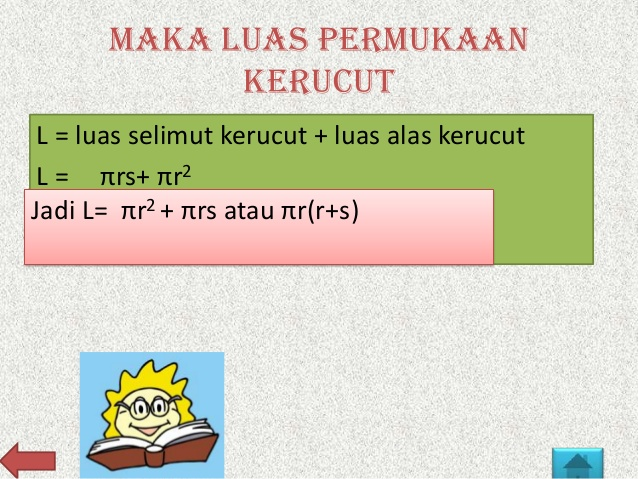 MAKA LUAS PERMUKAAN
KERUCUT
L = luas selimut kerucut + luas alas kerucut
L = πrs+ πr²
Jadi L= πr² + πrs atau πr(r+s)